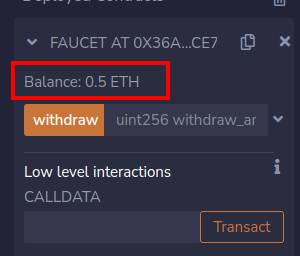 Deployed Contracts
FAUCET AT 0X36A...CE7
Balance: 0.5 ETH
withdraw uint256 withdraw_ar
Low level interactions
CALLDATA
Transact